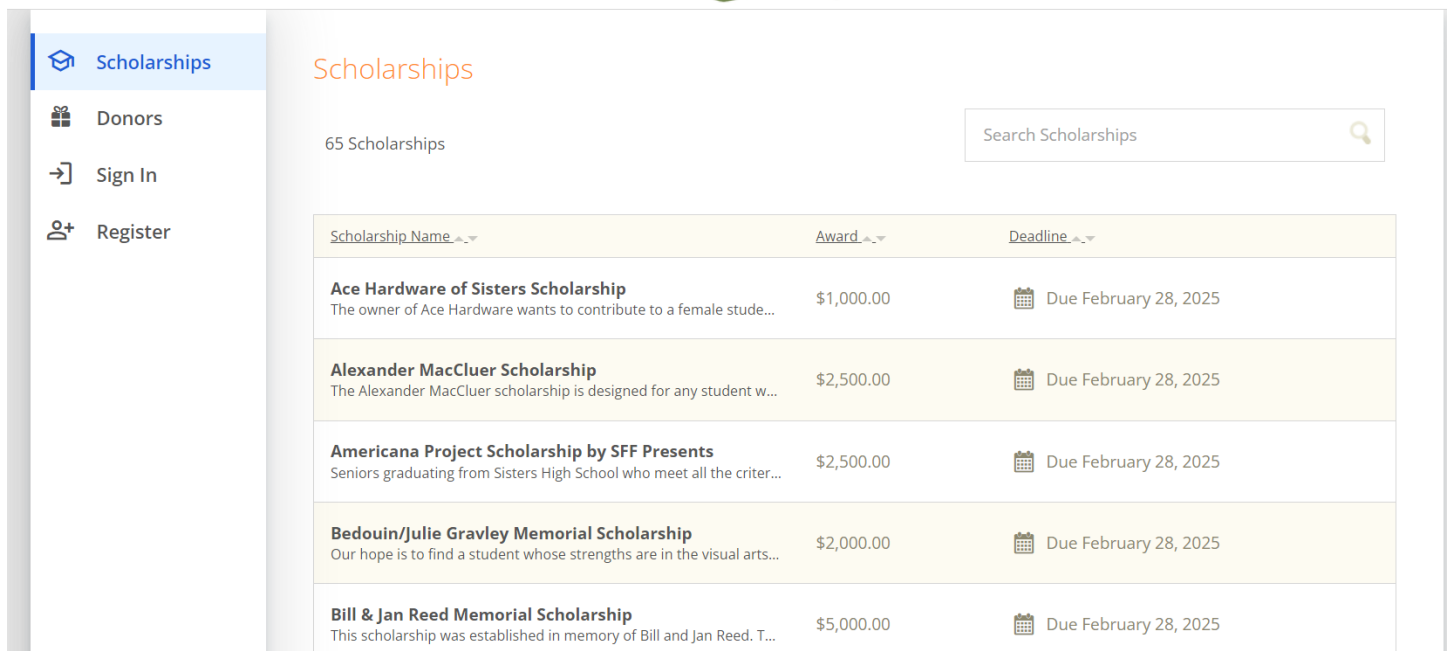 Scholarships
Donors
Sign In
Register
Scholarships
65 Scholarships
Search Scholarships
Scholarship Name Award Deadline
Ace Hardware of Sisters Scholarship
The owner of Ace Hardware wants to contribute to a female stude...
$1,000.00
Due February 28, 2025
Alexander MacCluer Scholarship
The Alexander MacCluer scholarship is designed for any student w...
$2,500.00
Due February 28, 2025
Americana Project Scholarship by SFF Presents
Seniors graduating from Sisters High School who meet all the criter...
$2,500.00
Due February 28, 2025
Bedouin/Julie Gravley Memorial Scholarship
Our hope is to find a student whose strengths are in the visual arts...
$2,000.00
Due February 28, 2025
Bill & Jan Reed Memorial Scholarship
This scholarship was established in memory of Bill and Jan Reed. T...
$5,000.00
Due February 28, 2025